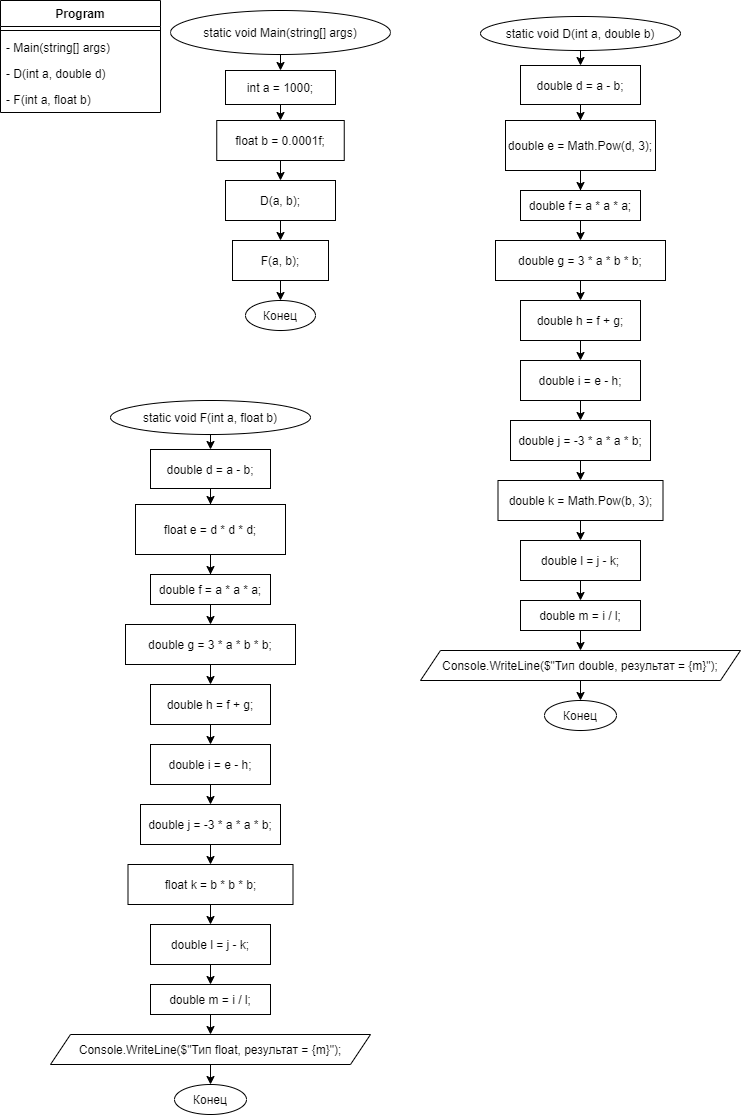 Program
- Main(string[] args)
- D(int a, double d)
- F(int a, float b)
static void Main(string[] args)
int a = 1000;
float b = 0.0001f;
D(a, b);
F(a, b);
Конец
static void D(int a, double b)
double d = a - b;
double e = Math.Pow(d, 3);
double f = a * a * a;
double g = 3 * a * b * b;
double h = f + g;
double i = e - h;
double j = -3 * a * a * b;
double k = Math.Pow(b, 3);
double l = j - k;
double m = i / l;
Console.WriteLine($"Тип double, результат = {m}");
Конец
static void F(int a, float b)
double d = a - b;
float e = d * d * d;
double f = a * a * a;
double g = 3 * a * b * b;
double h = f + g;
double i = e - h;
double j = -3 * a * a * b;
float k = b * b * b;
double l = j - k;
double m = i / l;
Console.WriteLine($"Тип float, результат = {m}");
Конец